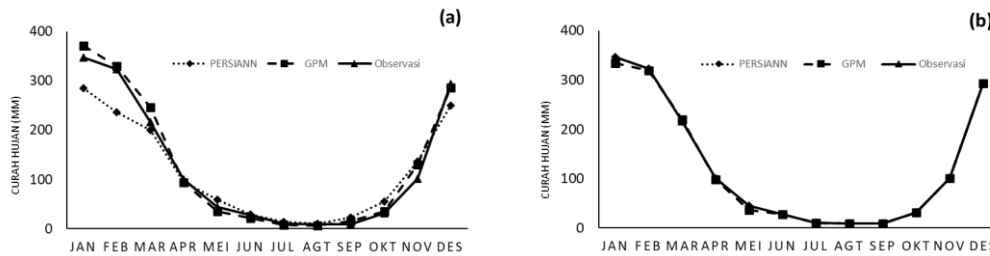 (a)
400
300
200
100
0
CURAH HUJAN (MM)
PERSIANN GPM Observasi
JAN FEB MAR APR MEI JUN JUL AGT SEP OKT NOV DES
(b)
400
300
200
100
0
CURAH HUJAN (MM)
PERSIANN GPM Observasi
JAN FEB MAR APR MEI JUN JUL AGT SEP OKT NOV DES